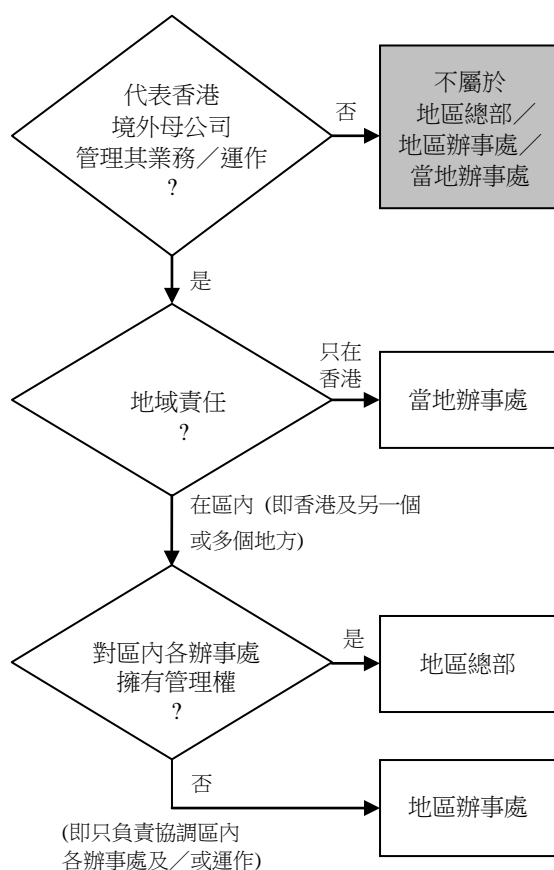 代表香港
境外母公司
管理其業務／運作
?
否
不屬於
地區總部／
地區辦事處／
當地辦事處
是
地域責任
?
只在
香港
當地辦事處
在區內 (即香港及另一個
或多個地方)
對區內各辦事處
擁有管理權
?
是
地區總部
否
地區辦事處
(即只負責協調區內
各辦事處及／或運作)